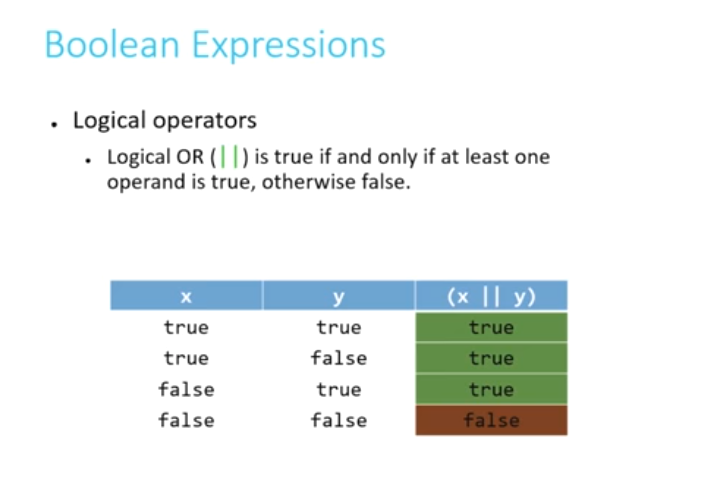 Boolean Expressions
• Logical operators
• Logical OR (||) is true if and only if at least one
operand is true, otherwise false.
x y (x || y)
true true true
true false true
false true true
false false false